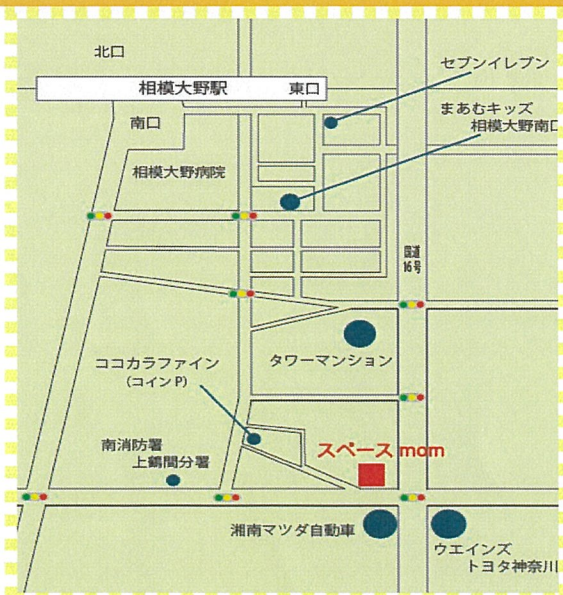 北口
相模大野駅 東口
セブンイレブン
まあむキッズ
相模大野南口
南口
相模大野病院
国道
16号
タワーマンション
ココカラファイン
(コインP)
スペース mom
南消防署
上鶴間分署
湘南マツダ自動車
ウエインズ
トヨタ神奈川